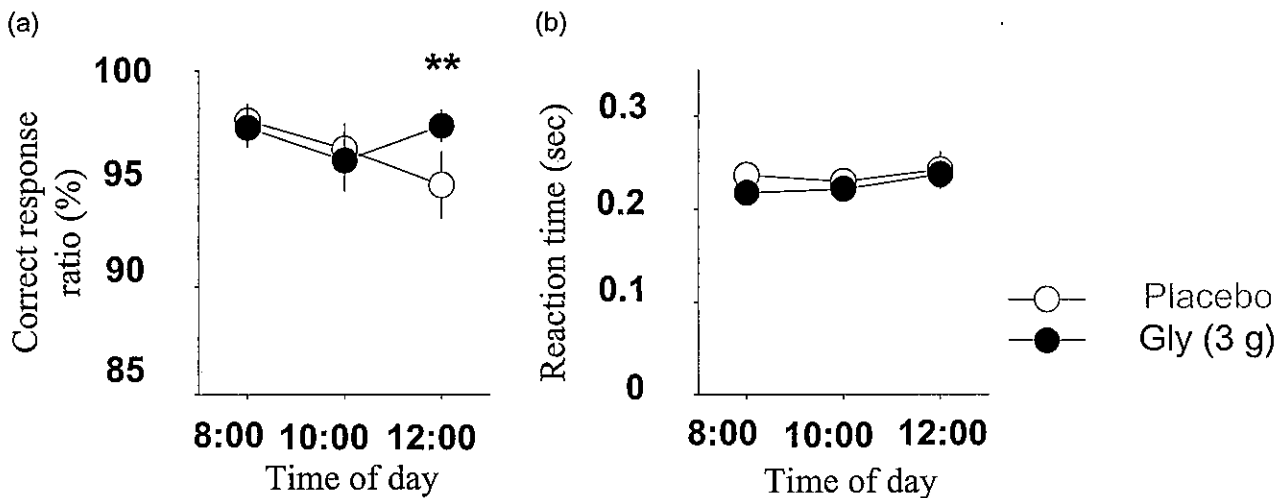 (a)
**
100
95
90
85
Correct response
ratio (%)
8:00 10:00 12:00
Time of day
(b)
0.3
0.2
0.1
0
Reaction time (sec)
8:00 10:00 12:00
Time of day
Placebo
Gly (3 g)